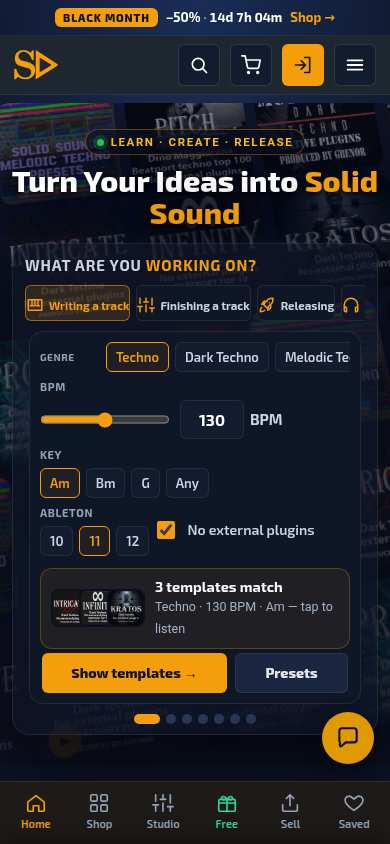 BLACK MONTH −50% · 14d 7h 04m Shop →
LEARN · CREATE · RELEASE
Turn Your Ideas into Solid
Sound
WHAT ARE YOU WORKING ON?
Writing a track Finishing a track Releasing
GENRE Techno Dark Techno Melodic Te
BPM
130 BPM
KEY
Am Bm G Any
ABLETON
10 11 12 No external plugins
3 templates match
INTRICA INFINIT KRATOS
Techno · 130 BPM · Am — tap to
listen
Show templates → Presets
Home Shop Studio Free Sell Saved